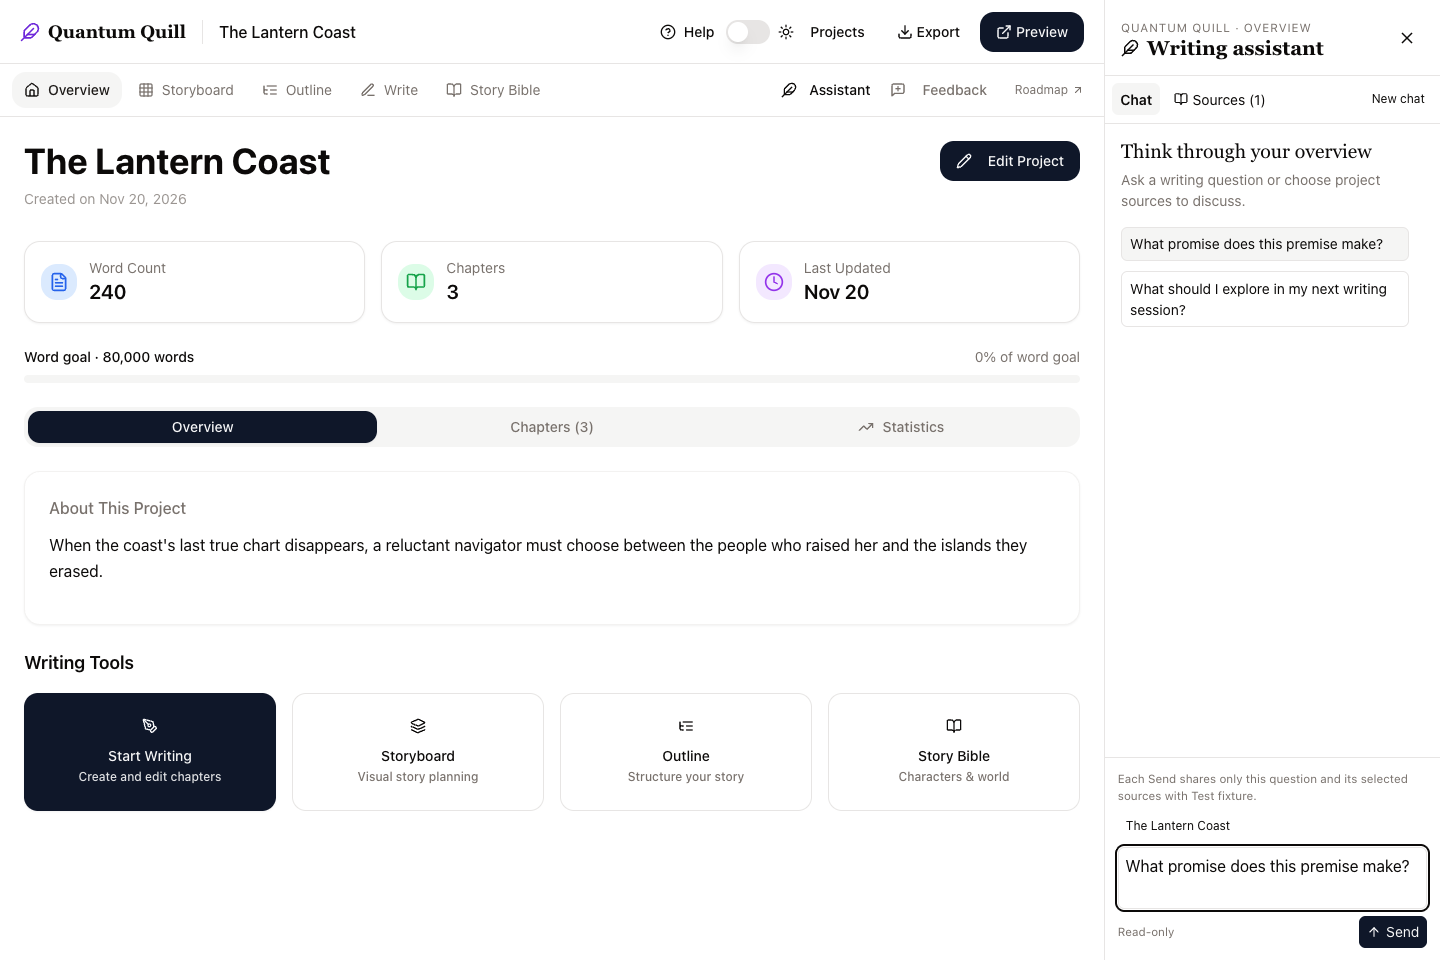 Quantum Quill
The Lantern Coast
Help
Projects
Export
Preview
Overview
Storyboard
Outline
Write
Story Bible
Assistant
Feedback
Roadmap
The Lantern Coast
Created on Nov 20, 2026
Edit Project
Word Count
240
Chapters
3
Last Updated
Nov 20
Word goal · 80,000 words
0% of word goal
Overview
Chapters (3)
Statistics
About This Project
When the coast's last true chart disappears, a reluctant navigator must choose between the people who raised her and the islands they
erased.
Writing Tools
Start Writing
Create and edit chapters
Storyboard
Visual story planning
Outline
Structure your story
Story Bible
Characters & world
QUANTUM QUILL · OVERVIEW
Writing assistant
Chat
Sources (1)
New chat
Think through your overview
Ask a writing question or choose project
sources to discuss.
What promise does this premise make?
What should I explore in my next writing
session?
Each Send shares only this question and its selected
sources with Test fixture.
The Lantern Coast
What promise does this premise make?
Read-only
Send